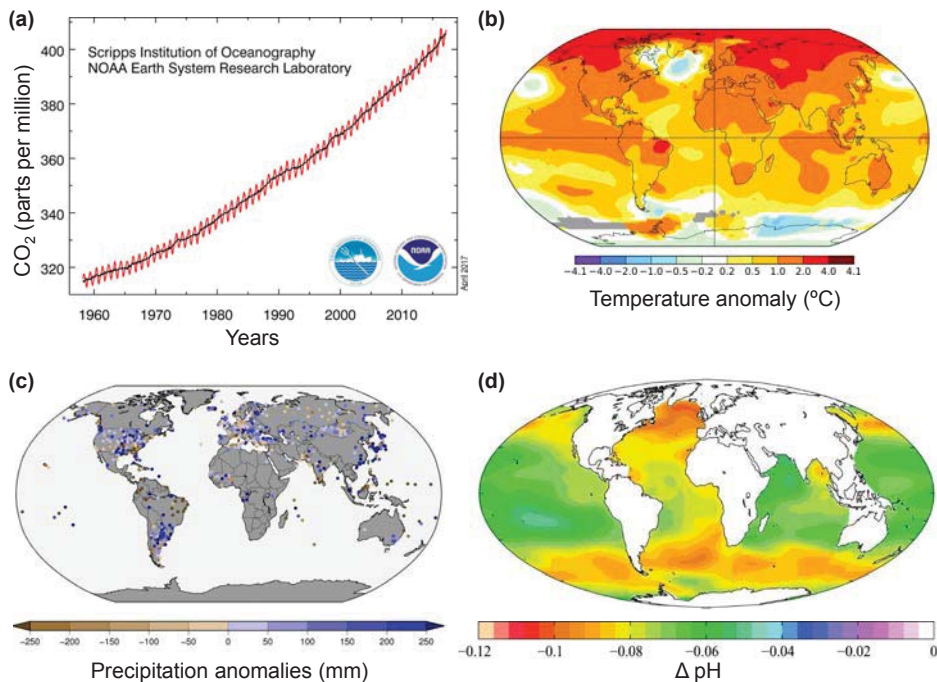 (a)
Scripps Institution of Oceanography
NOAA Earth System Research Laboratory
CO₂ (parts per million)
400
380
360
340
320
1960 1970 1980 1990 2000 2010
Years
NOAA
April 2017
(b)
−4.1 −4.0 −2.0 −1.0 −0.5 −0.2 0.2 0.5 1.0 2.0 4.0 4.1
Temperature anomaly (ºC)
(c)
−250 −200 −150 −100 −50 0 50 100 150 200 250
Precipitation anomalies (mm)
(d)
−0.12 −0.1 −0.08 −0.06 −0.04 −0.02 0
Δ pH